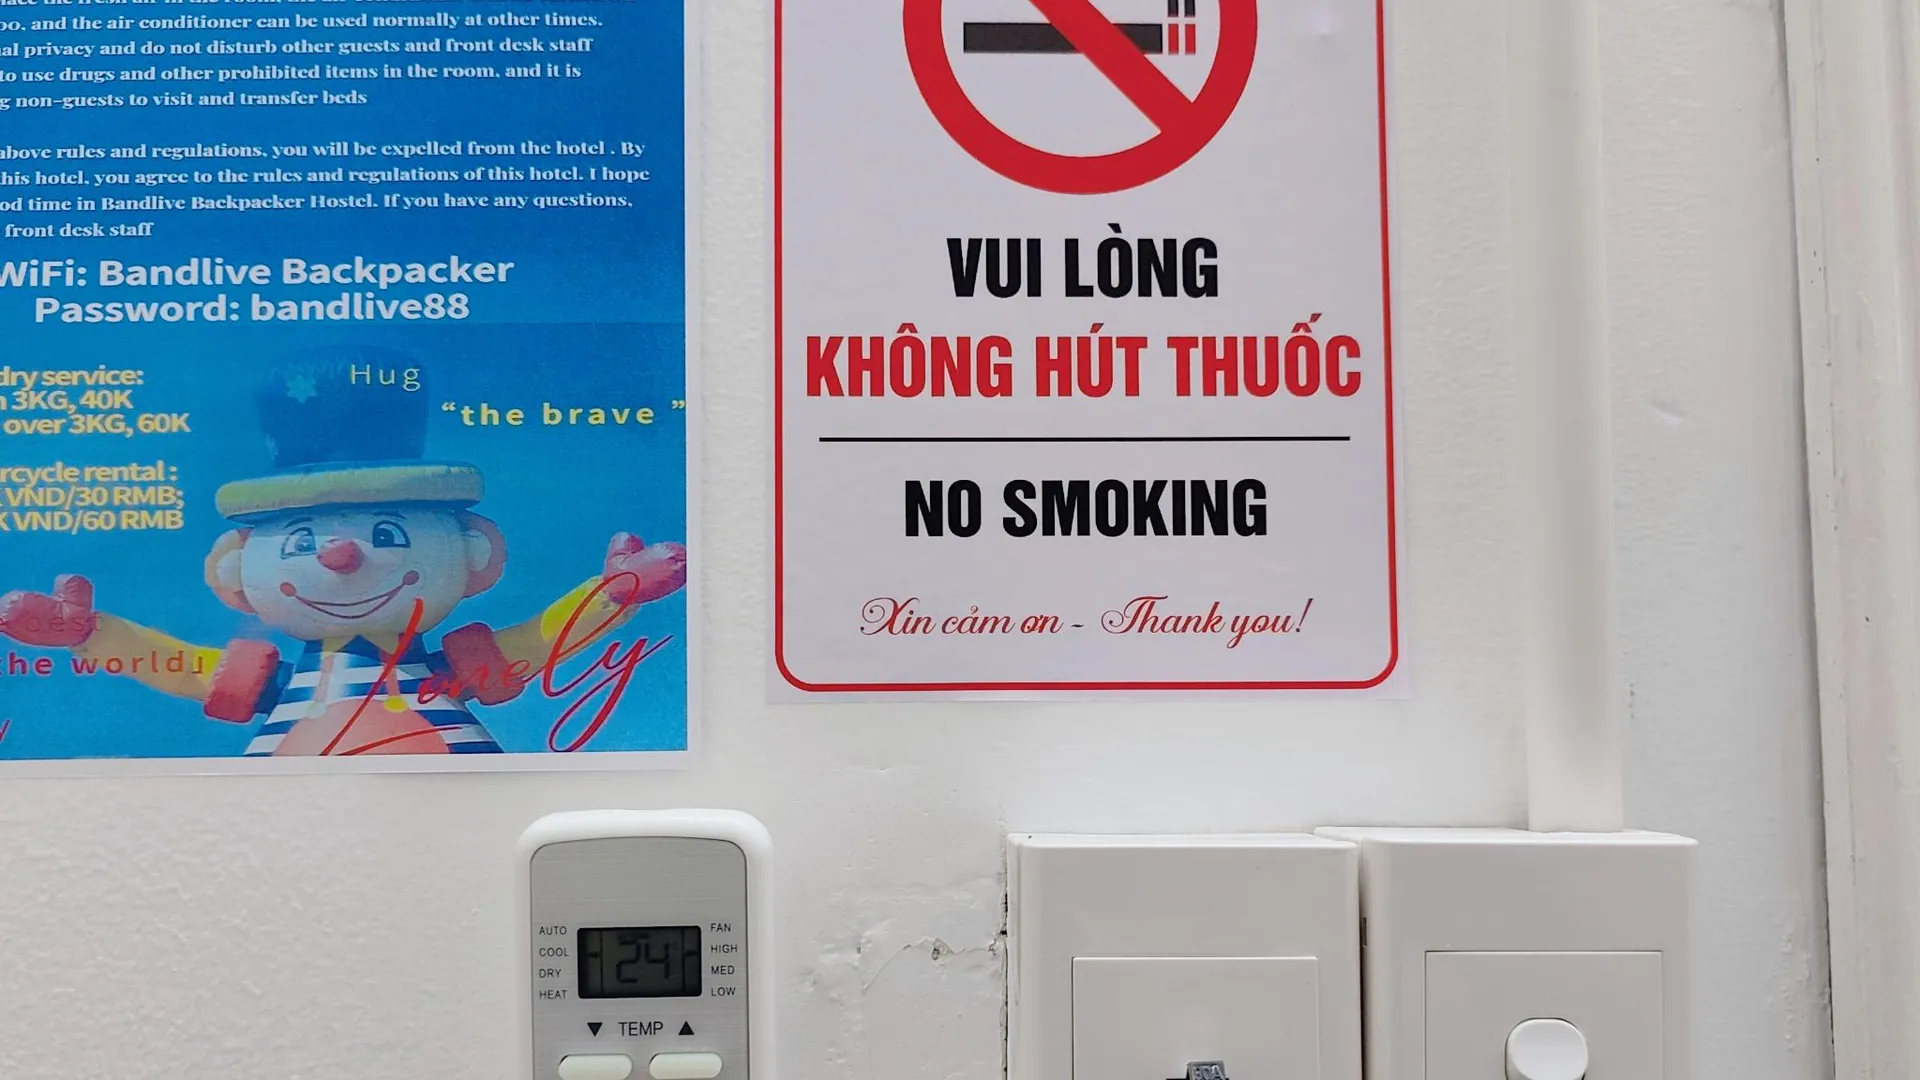 oo, and the air conditioner can be used normally at other times.
al privacy and do not disturb other guests and front desk staff
to use drugs and other prohibited items in the room, and it is
g non-guests to visit and transfer beds
above rules and regulations, you will be expelled from the hotel . By
his hotel, you agree to the rules and regulations of this hotel. I hope
od time in Bandlive Backpacker Hostel. If you have any questions,
front desk staff
WiFi: Bandlive Backpacker
Password: bandlive88
dry service:
3KG, 40K
over 3KG, 60K
rcycle rental :
VND/30 RMB;
K VND/60 RMB
Hug
“the brave ”
best
the world」
Lonely
VUI LÒNG
KHÔNG HÚT THUỐC
NO SMOKING
Xin cảm ơn - Thank you!
AUTO
COOL
DRY
HEAT
24
FAN
HIGH
MED
LOW
▼ TEMP ▲